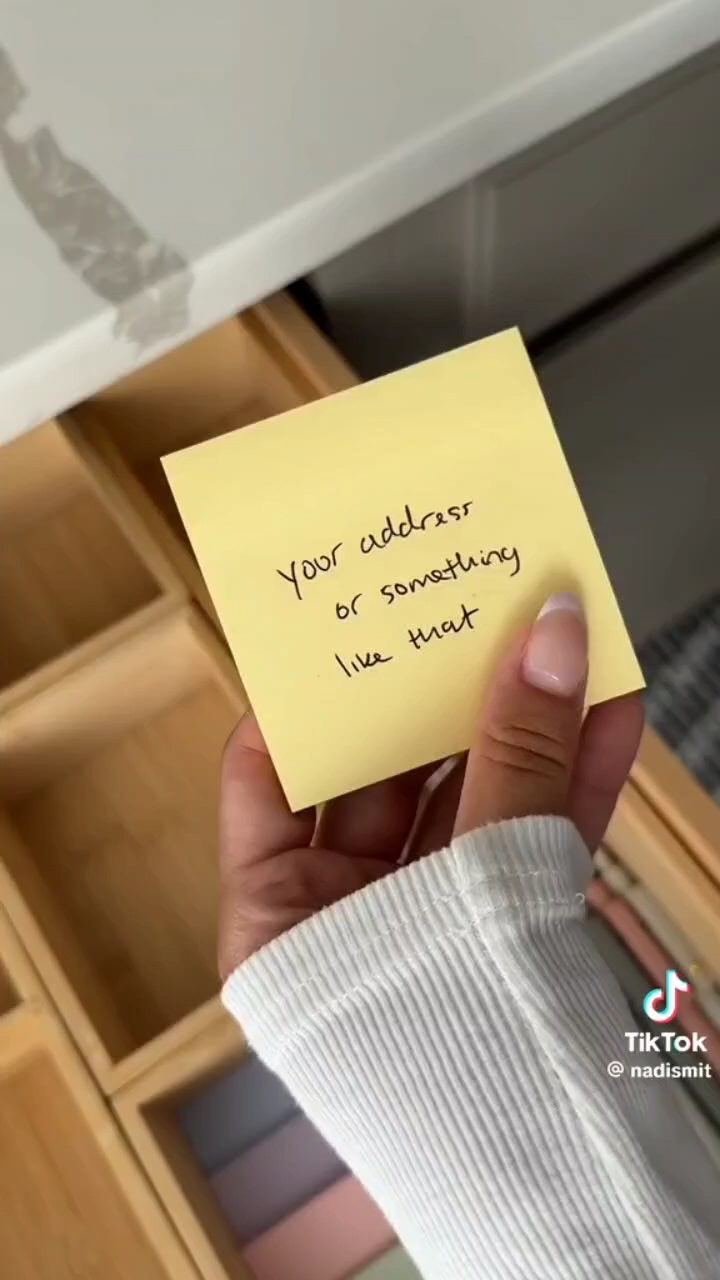 Your address
or something
like that
TikTok
@ nadismit